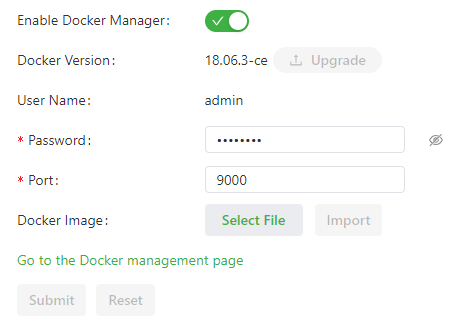 Enable Docker Manager:
Docker Version: 18.06.3-ce Upgrade
User Name: admin
* Password: ••••••••
* Port: 9000
Docker Image: Select File Import
Go to the Docker management page
Submit Reset